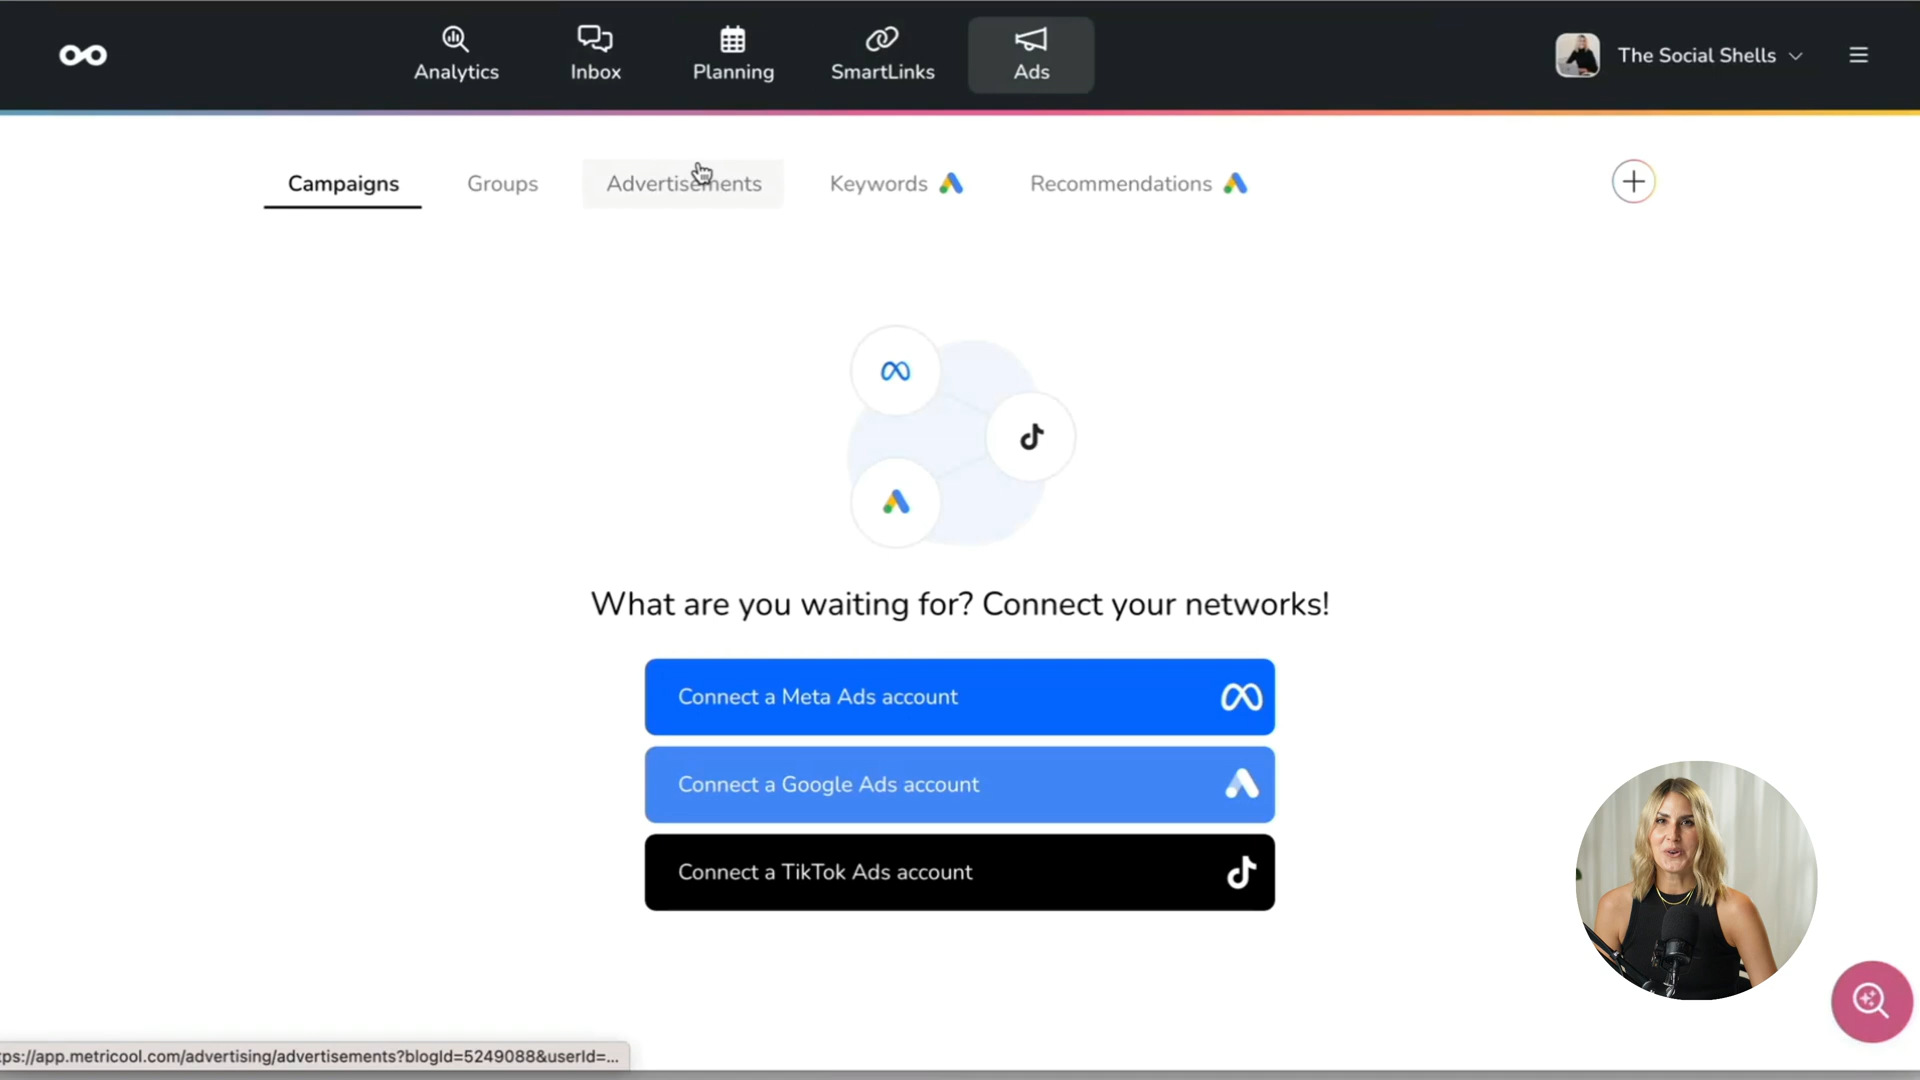 Analytics
Inbox
Planning
SmartLinks
Ads
The Social Shells
Campaigns
Groups
Advertisements
Keywords
Recommendations
What are you waiting for? Connect your networks!
Connect a Meta Ads account
Connect a Google Ads account
Connect a TikTok Ads account
tps://app.metricool.com/advertising/advertisements?blogId=5249088&userId=...